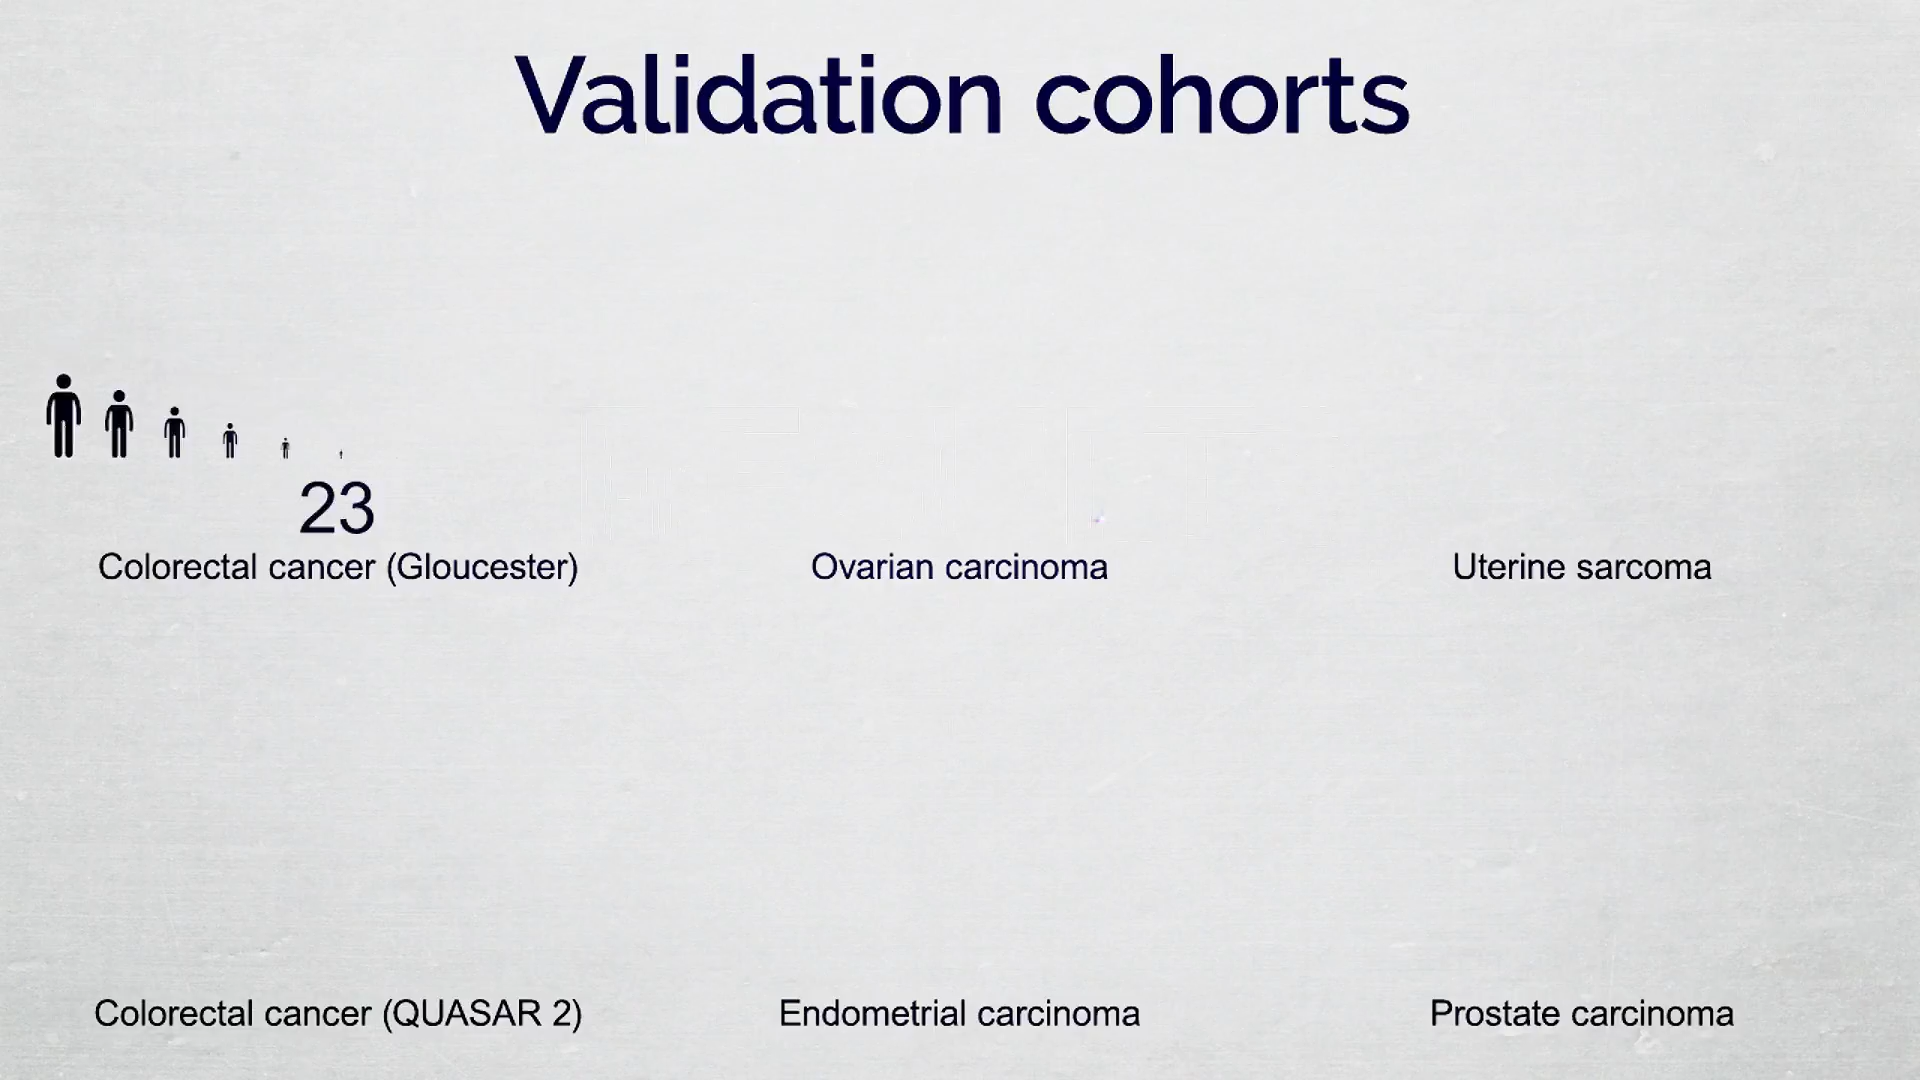 Validation cohorts
23
Colorectal cancer (Gloucester)
Ovarian carcinoma
Uterine sarcoma
Colorectal cancer (QUASAR 2)
Endometrial carcinoma
Prostate carcinoma